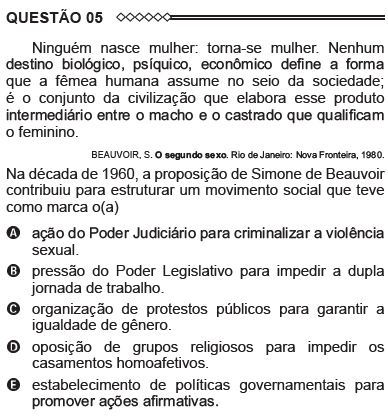 QUESTÃO 05
Ninguém nasce mulher: torna-se mulher. Nenhum
destino biológico, psíquico, econômico define a forma
que a fêmea humana assume no seio da sociedade;
é o conjunto da civilização que elabora esse produto
intermediário entre o macho e o castrado que qualificam
o feminino.
BEAUVOIR, S. O segundo sexo. Rio de Janeiro: Nova Fronteira, 1980.
Na década de 1960, a proposição de Simone de Beauvoir
contribuiu para estruturar um movimento social que teve
como marca o(a)
A ação do Poder Judiciário para criminalizar a violência
sexual.
B pressão do Poder Legislativo para impedir a dupla
jornada de trabalho.
C organização de protestos públicos para garantir a
igualdade de gênero.
D oposição de grupos religiosos para impedir os
casamentos homoafetivos.
E estabelecimento de políticas governamentais para
promover ações afirmativas.